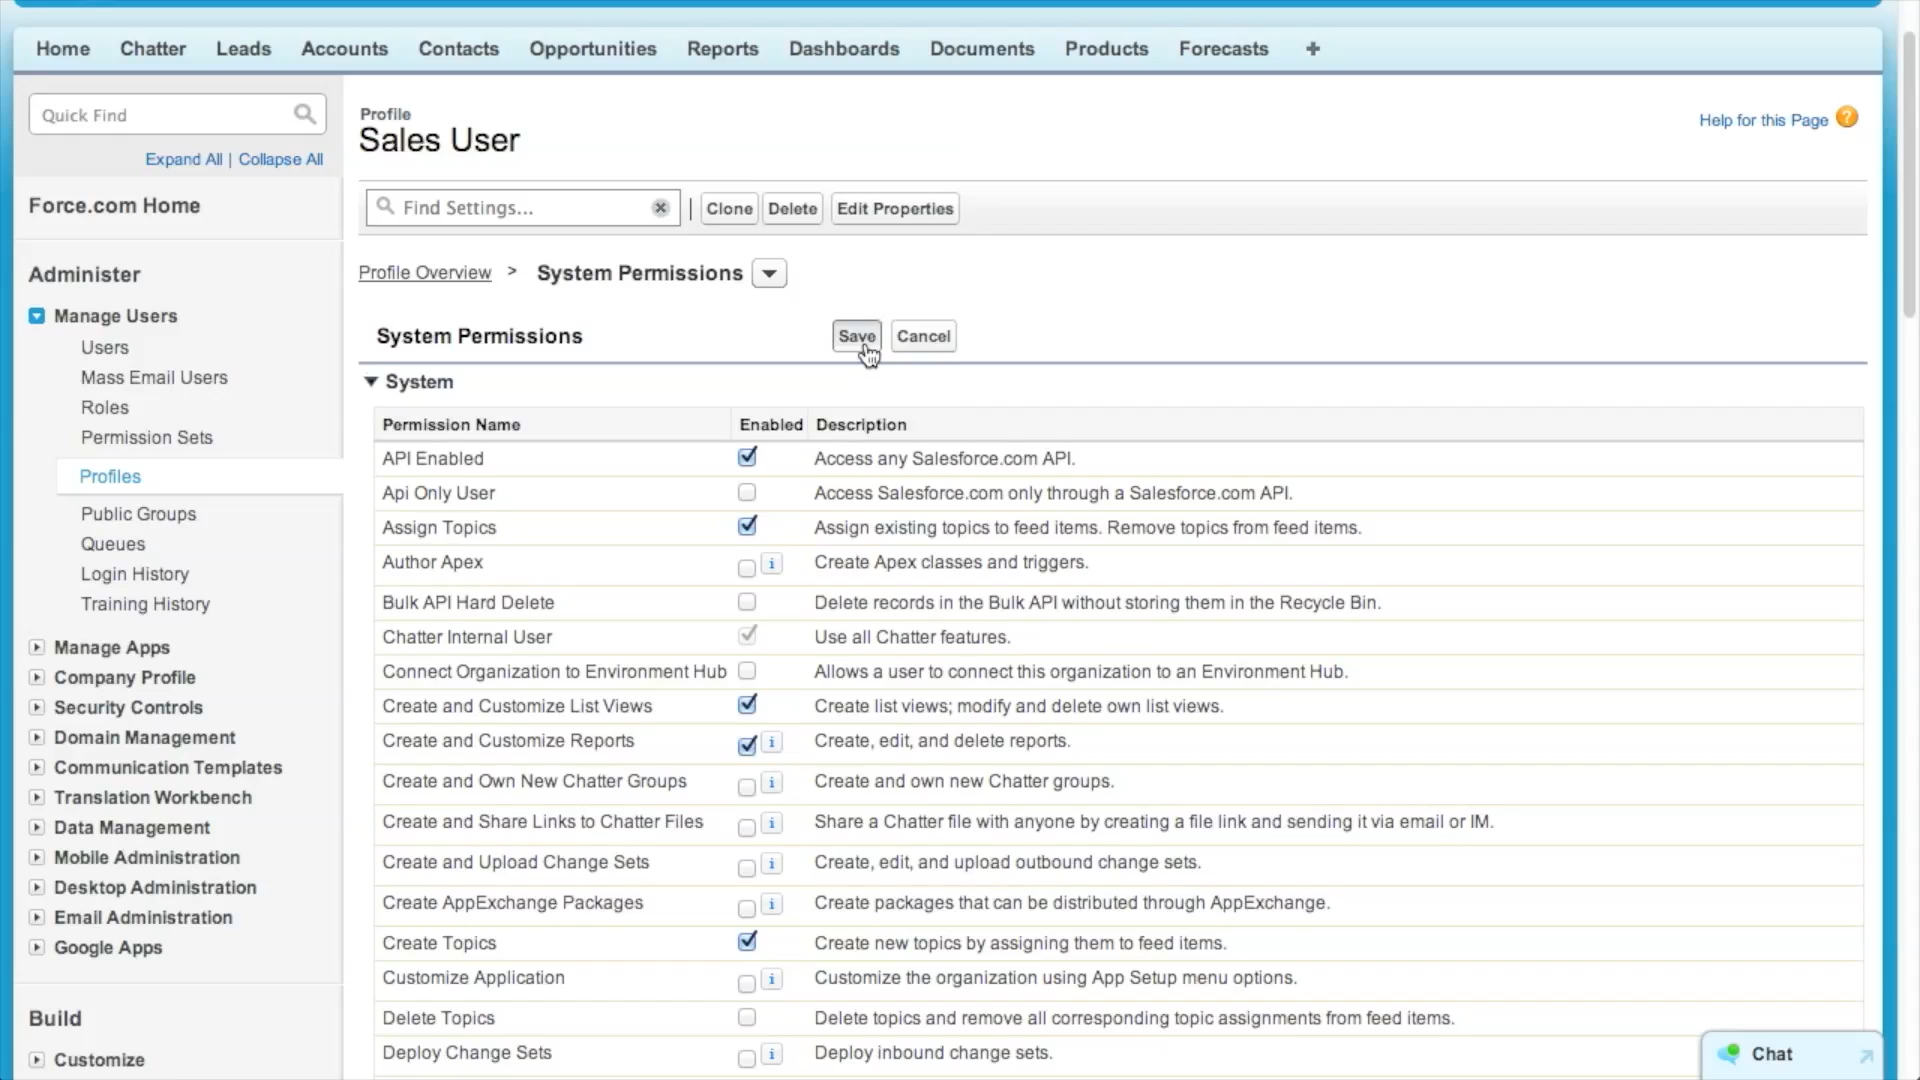 Home Chatter Leads Accounts Contacts Opportunities Reports Dashboards Documents Products Forecasts +
Quick Find
Expand All | Collapse All
Force.com Home
Administer
Manage Users
Users
Mass Email Users
Roles
Permission Sets
Profiles
Public Groups
Queues
Login History
Training History
Manage Apps
Company Profile
Security Controls
Domain Management
Communication Templates
Translation Workbench
Data Management
Mobile Administration
Desktop Administration
Email Administration
Google Apps
Build
Customize
Profile
Sales User
Help for this Page ?
Find Settings... | Clone Delete Edit Properties
Profile Overview > System Permissions
System Permissions Save Cancel
System
Permission Name Enabled Description
API Enabled Access any Salesforce.com API.
Api Only User Access Salesforce.com only through a Salesforce.com API.
Assign Topics Assign existing topics to feed items. Remove topics from feed items.
Author Apex i Create Apex classes and triggers.
Bulk API Hard Delete Delete records in the Bulk API without storing them in the Recycle Bin.
Chatter Internal User Use all Chatter features.
Connect Organization to Environment Hub Allows a user to connect this organization to an Environment Hub.
Create and Customize List Views Create list views; modify and delete own list views.
Create and Customize Reports i Create, edit, and delete reports.
Create and Own New Chatter Groups i Create and own new Chatter groups.
Create and Share Links to Chatter Files i Share a Chatter file with anyone by creating a file link and sending it via email or IM.
Create and Upload Change Sets i Create, edit, and upload outbound change sets.
Create AppExchange Packages i Create packages that can be distributed through AppExchange.
Create Topics Create new topics by assigning them to feed items.
Customize Application i Customize the organization using App Setup menu options.
Delete Topics Delete topics and remove all corresponding topic assignments from feed items.
Deploy Change Sets i Deploy inbound change sets.
Chat